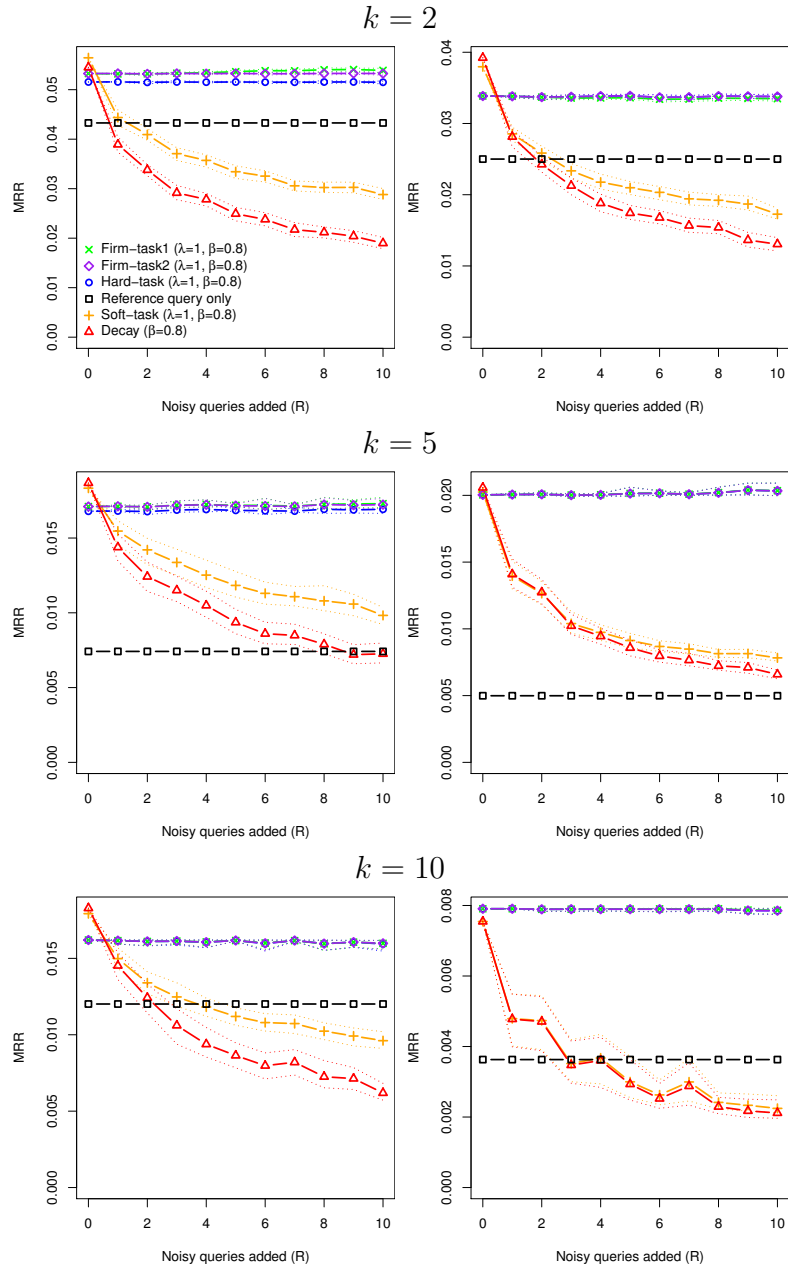 k = 2
0.00 0.01 0.02 0.03 0.04 0.05
MRR
Firm−task1 (λ=1, β=0.8)
Firm−task2 (λ=1, β=0.8)
Hard−task (λ=1, β=0.8)
Reference query only
Soft−task (λ=1, β=0.8)
Decay (β=0.8)
0 2 4 6 8 10
Noisy queries added (R)
0.00 0.01 0.02 0.03 0.04
MRR
0 2 4 6 8 10
Noisy queries added (R)
k = 5
0.000 0.005 0.010 0.015
MRR
0 2 4 6 8 10
Noisy queries added (R)
0.000 0.005 0.010 0.015 0.020
MRR
0 2 4 6 8 10
Noisy queries added (R)
k = 10
0.000 0.005 0.010 0.015
MRR
0 2 4 6 8 10
Noisy queries added (R)
0.000 0.002 0.004 0.006 0.008
MRR
0 2 4 6 8 10
Noisy queries added (R)